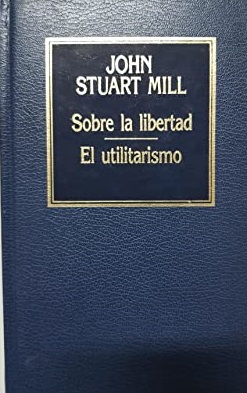 JOHN
STUART MILL
Sobre la libertad
El utilitarismo